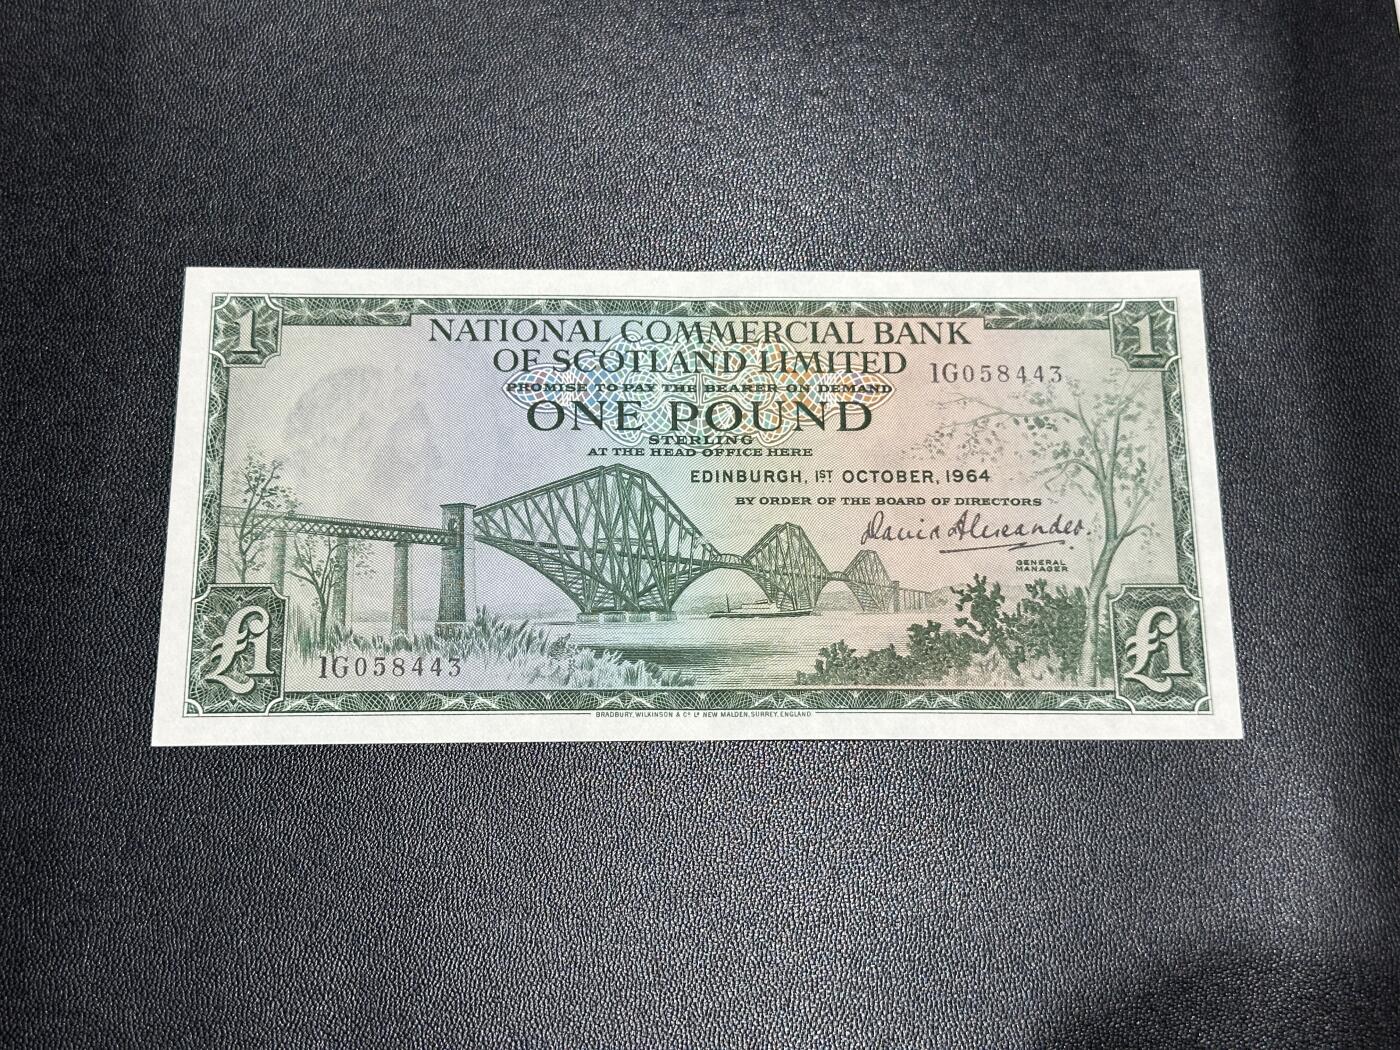 1
1
NATIONAL COMMERCIAL BANK
OF SCOTLAND LIMITED
1G058443
PROMISE TO PAY THE BEARER ON DEMAND
ONE POUND
STERLING
AT THE HEAD OFFICE HERE
EDINBURGH, 1ST OCTOBER, 1964
BY ORDER OF THE BOARD OF DIRECTORS
David Alexander.
GENERAL
MANAGER
£1
£1
1G058443
BRADBURY, WILKINSON & Cº Lᴰ NEW MALDEN, SURREY, ENGLAND